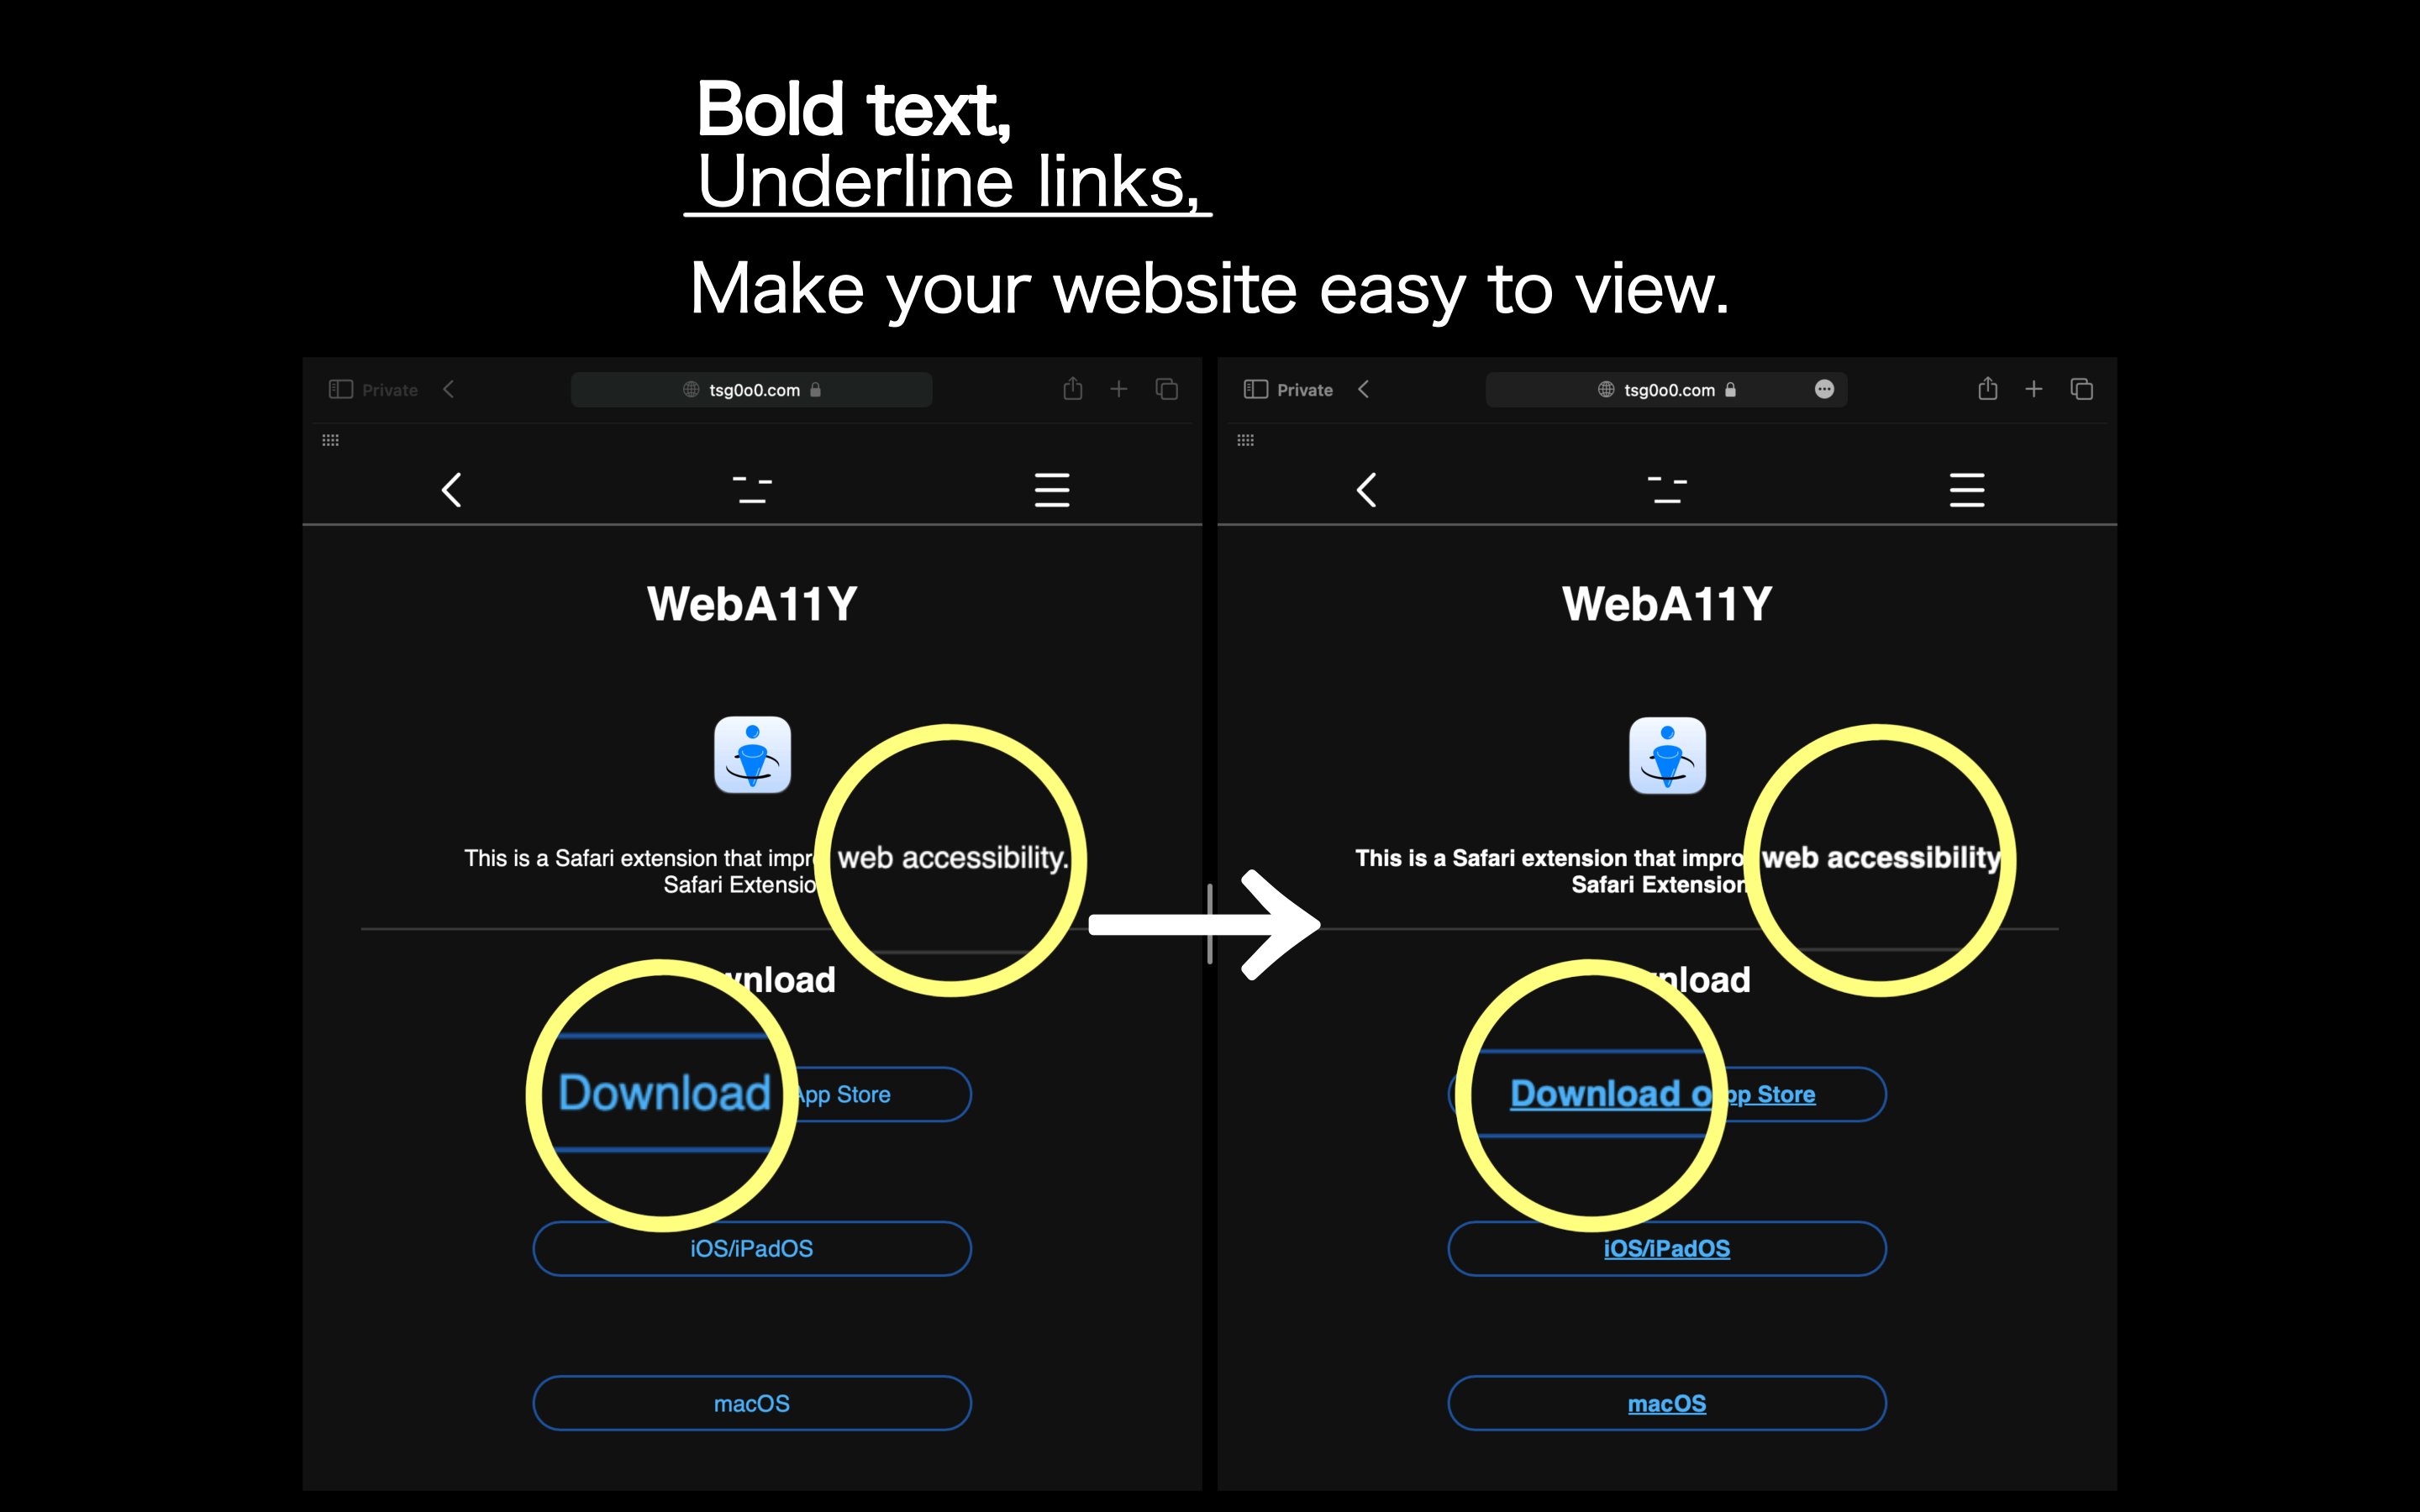 Bold text,
Underline links,
Make your website easy to view.
Private
tsg0o0.com
WebA11Y
This is a Safari extension that impr
web accessibility.
Safari Extensio
nload
Download
App Store
iOS/iPadOS
macOS
Private
tsg0o0.com
WebA11Y
This is a Safari extension that impro
web accessibility
Safari Extension
nload
Download o
pp Store
iOS/iPadOS
macOS